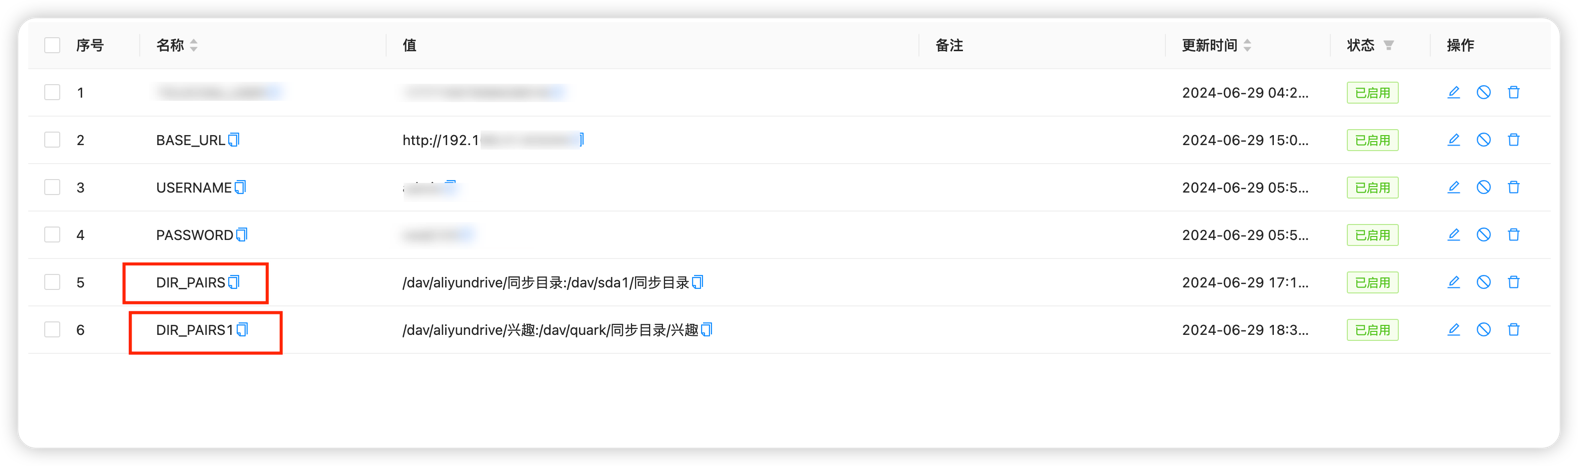 序号 名称 值 备注 更新时间 状态 操作
1 2024-06-29 04:2... 已启用
2 BASE_URL http://192.1 2024-06-29 15:0... 已启用
3 USERNAME 2024-06-29 05:5... 已启用
4 PASSWORD 2024-06-29 05:5... 已启用
5 DIR_PAIRS /dav/aliyundrive/同步目录:/dav/sda1/同步目录 2024-06-29 17:1... 已启用
6 DIR_PAIRS1 /dav/aliyundrive/兴趣:/dav/quark/同步目录/兴趣 2024-06-29 18:3... 已启用